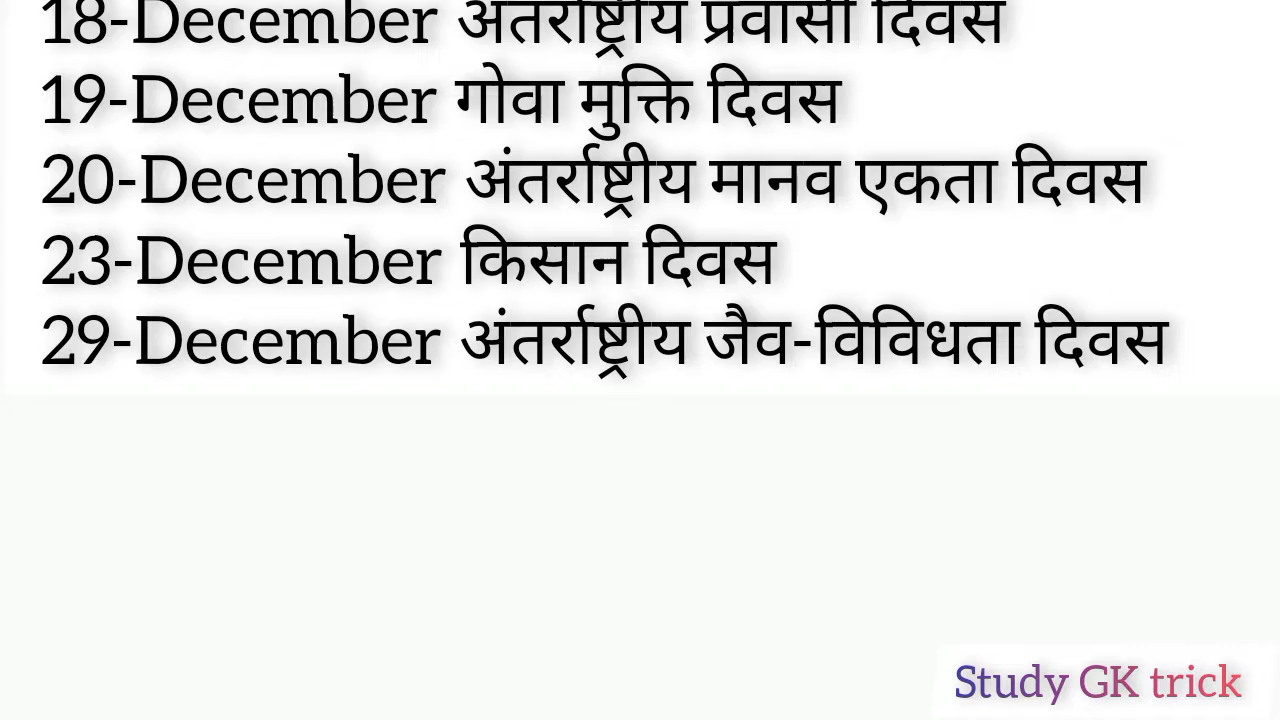 18-December अंतर्राष्ट्रीय प्रवासी दिवस
19-December गोवा मुक्ति दिवस
20-December अंतर्राष्ट्रीय मानव एकता दिवस
23-December किसान दिवस
29-December अंतर्राष्ट्रीय जैव-विविधता दिवस
Study GK trick